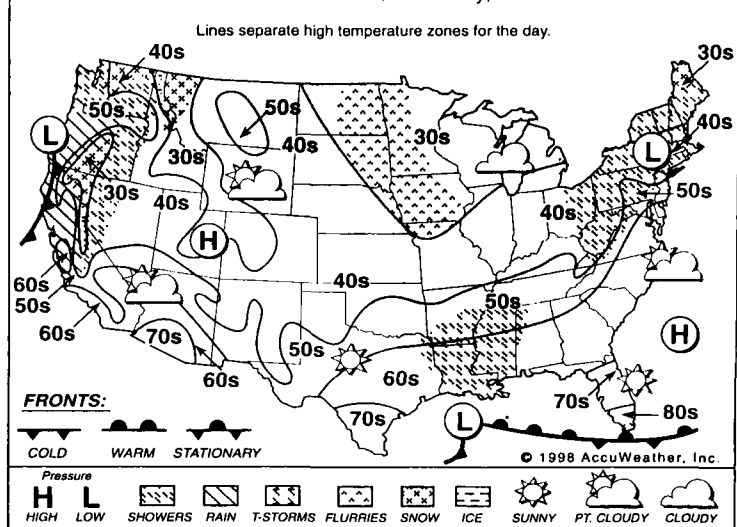 Lines separate high temperature zones for the day.
40s
30s
50s
L
50s
40s
30s
40s
L
30s
30s
40s
50s
40s
H
60s
50s
60s
40s
50s
H
70s
60s
50s
60s
70s
70s
80s
L
FRONTS:
COLD WARM STATIONARY
© 1998 AccuWeather, Inc.
Pressure
H L
HIGH LOW SHOWERS RAIN T-STORMS FLURRIES SNOW ICE SUNNY PT. CLOUDY CLOUDY